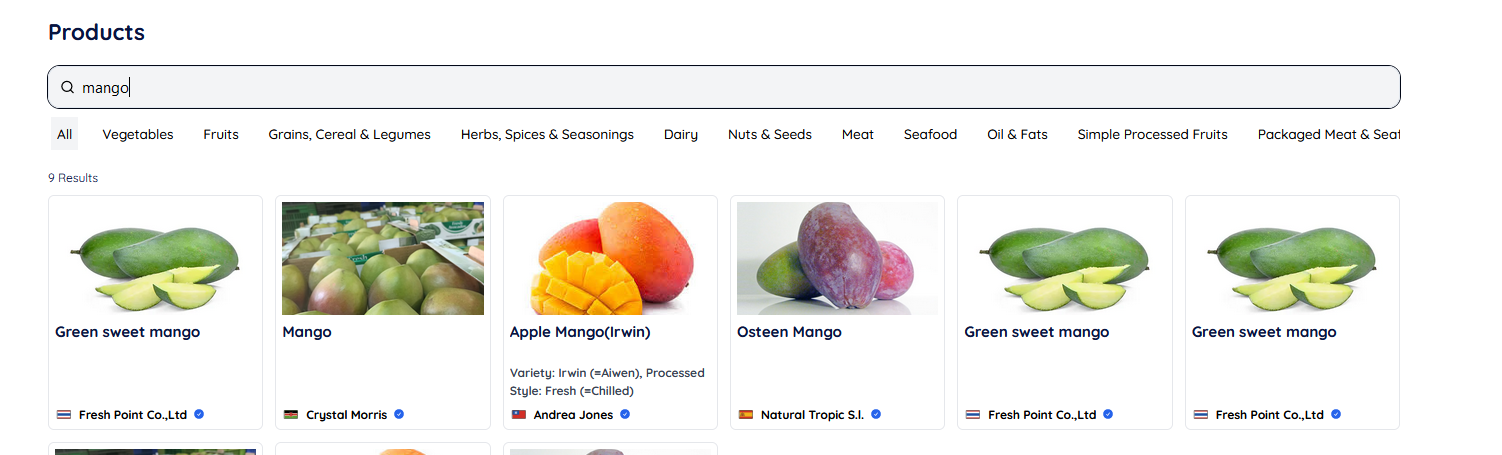 Products
mango
All Vegetables Fruits Grains, Cereal & Legumes Herbs, Spices & Seasonings Dairy Nuts & Seeds Meat Seafood Oil & Fats Simple Processed Fruits Packaged Meat &
9 Results
Green sweet mango
Fresh Point Co.,Ltd
Mango
Crystal Morris
Apple Mango(Irwin)
Variety: Irwin (=Aiwen), Processed
Style: Fresh (=Chilled)
Andrea Jones
Osteen Mango
Natural Tropic S.l.
Green sweet mango
Fresh Point Co.,Ltd
Green sweet mango
Fresh Point Co.,Ltd